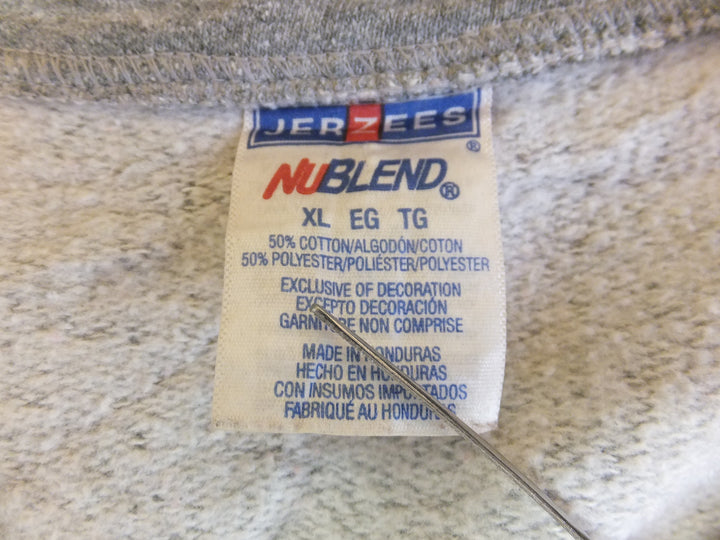 JERZEES
®
NUBLEND®
XL EG TG
50% COTTON/ALGODÓN/COTON
50% POLYESTER/POLIÉSTER/POLYESTER
EXCLUSIVE OF DECORATION
EXCEPTO DECORACIÓN
GARNITURE NON COMPRISE
MADE IN HONDURAS
HECHO EN HONDURAS
CON INSUMOS IMPORTADOS
FABRIQUÉ AU HONDURAS